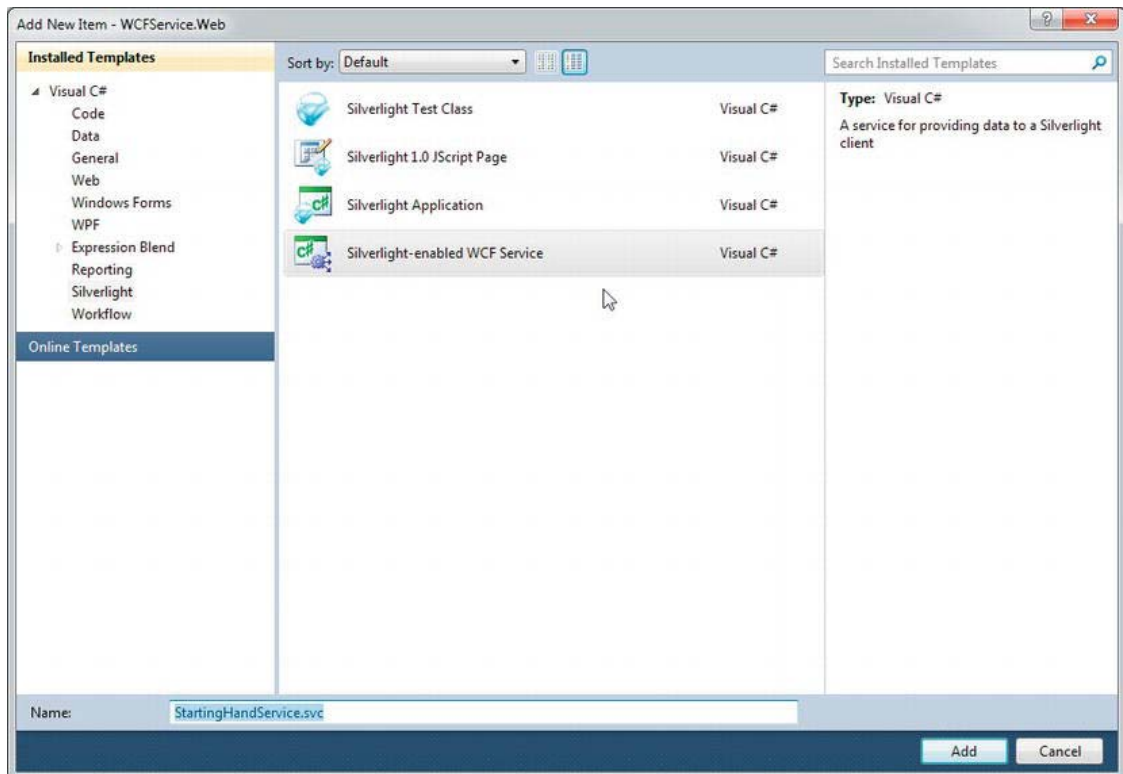 Add New Item - WCFService.Web
Installed Templates
Visual C#
Code
Data
General
Web
Windows Forms
WPF
Expression Blend
Reporting
Silverlight
Workflow
Online Templates
Sort by: Default
Silverlight Test Class Visual C#
Silverlight 1.0 JScript Page Visual C#
Silverlight Application Visual C#
Silverlight-enabled WCF Service Visual C#
Search Installed Templates
Type: Visual C#
A service for providing data to a Silverlight
client
Name: StartingHandService.svc
Add Cancel